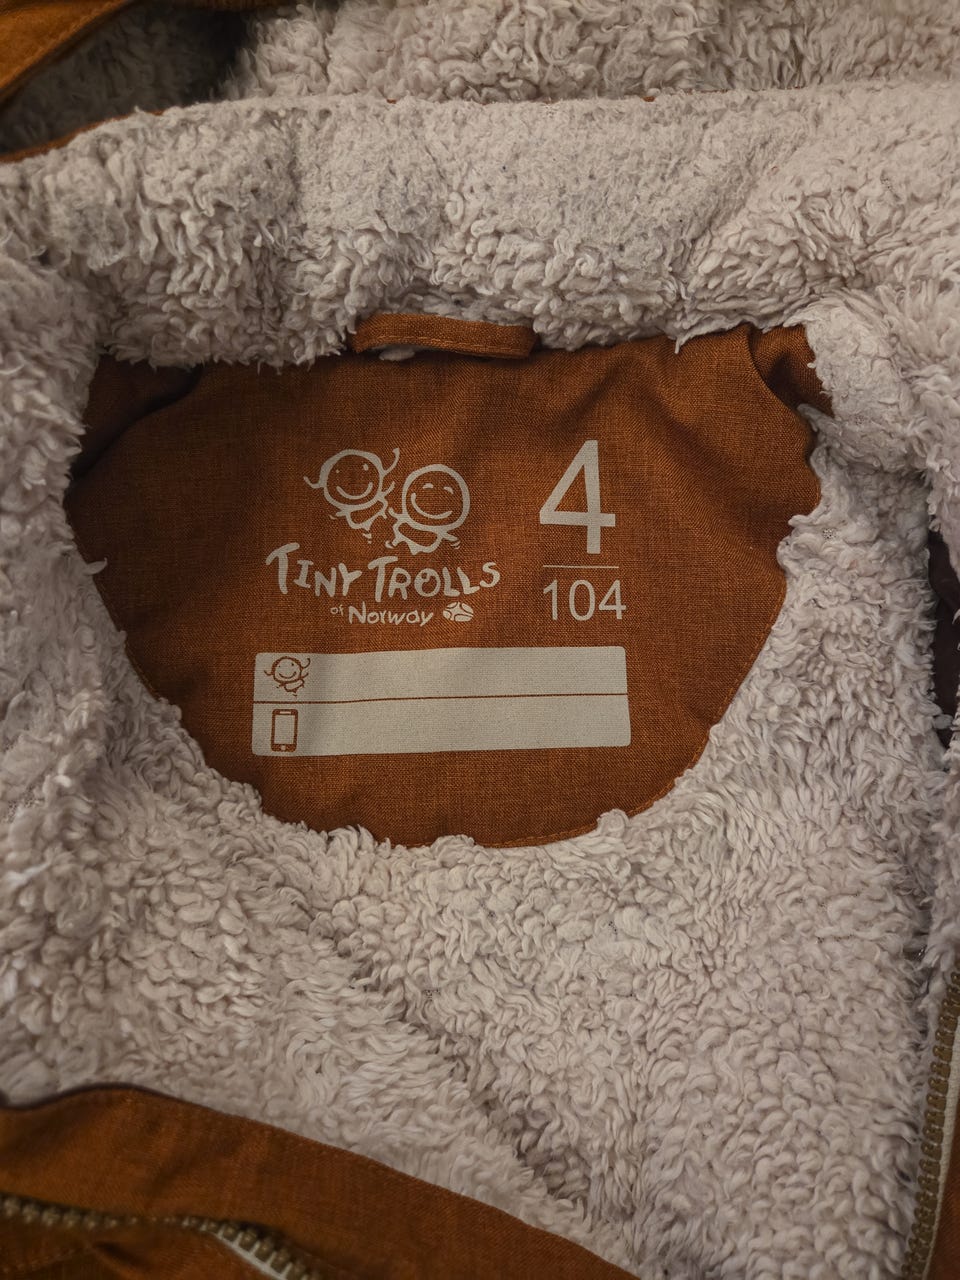 TINY TROLLS
of Norway
4
104